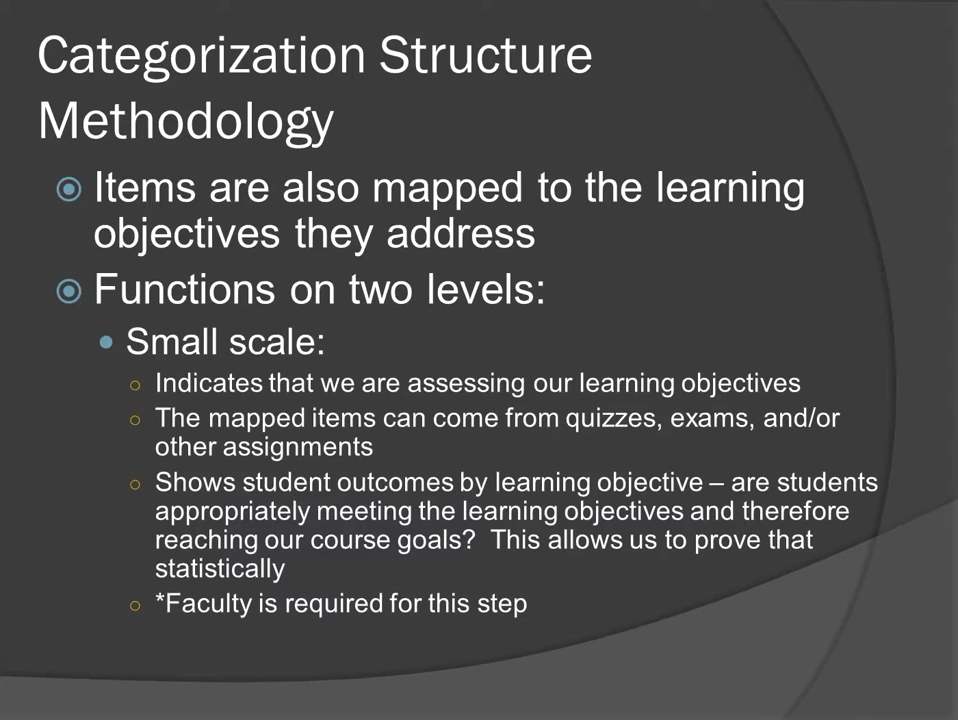 Categorization Structure
Methodology
Items are also mapped to the learning
objectives they address
Functions on two levels:
Small scale:
Indicates that we are assessing our learning objectives
The mapped items can come from quizzes, exams, and/or
other assignments
Shows student outcomes by learning objective – are students
appropriately meeting the learning objectives and therefore
reaching our course goals?  This allows us to prove that
statistically
*Faculty is required for this step